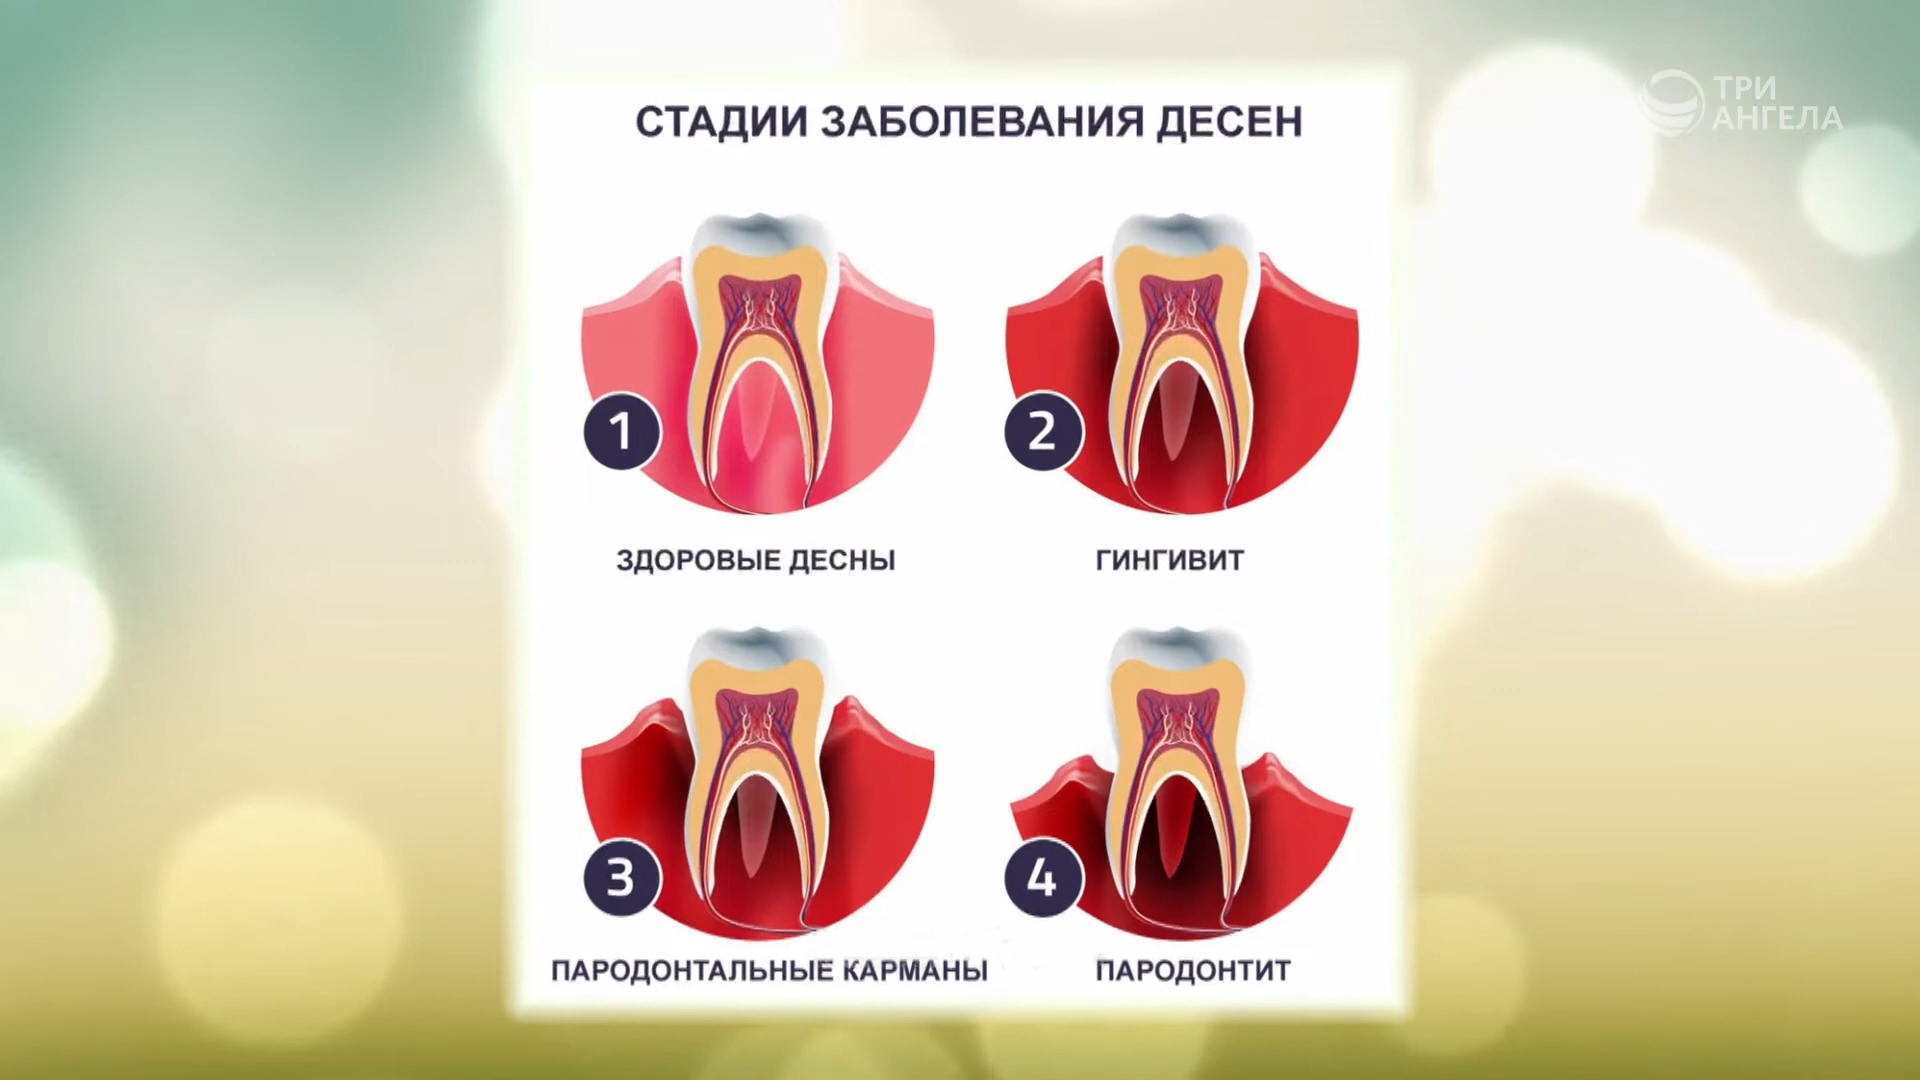 СТАДИИ ЗАБОЛЕВАНИЯ ДЕСЕН
ТРИ
АНГЕЛА
1
2
ЗДОРОВЫЕ ДЕСНЫ
ГИНГИВИТ
3
4
ПАРОДОНТАЛЬНЫЕ КАРМАНЫ
ПАРОДОНТИТ